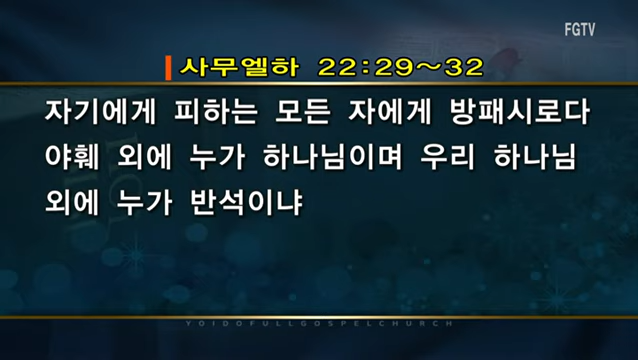 FGTV
사무엘하 22:29~32
자기에게 피하는 모든 자에게 방패시로다
야훼 외에 누가 하나님이며 우리 하나님
외에 누가 반석이냐
YOIDOFULLGOSPELCHURCH